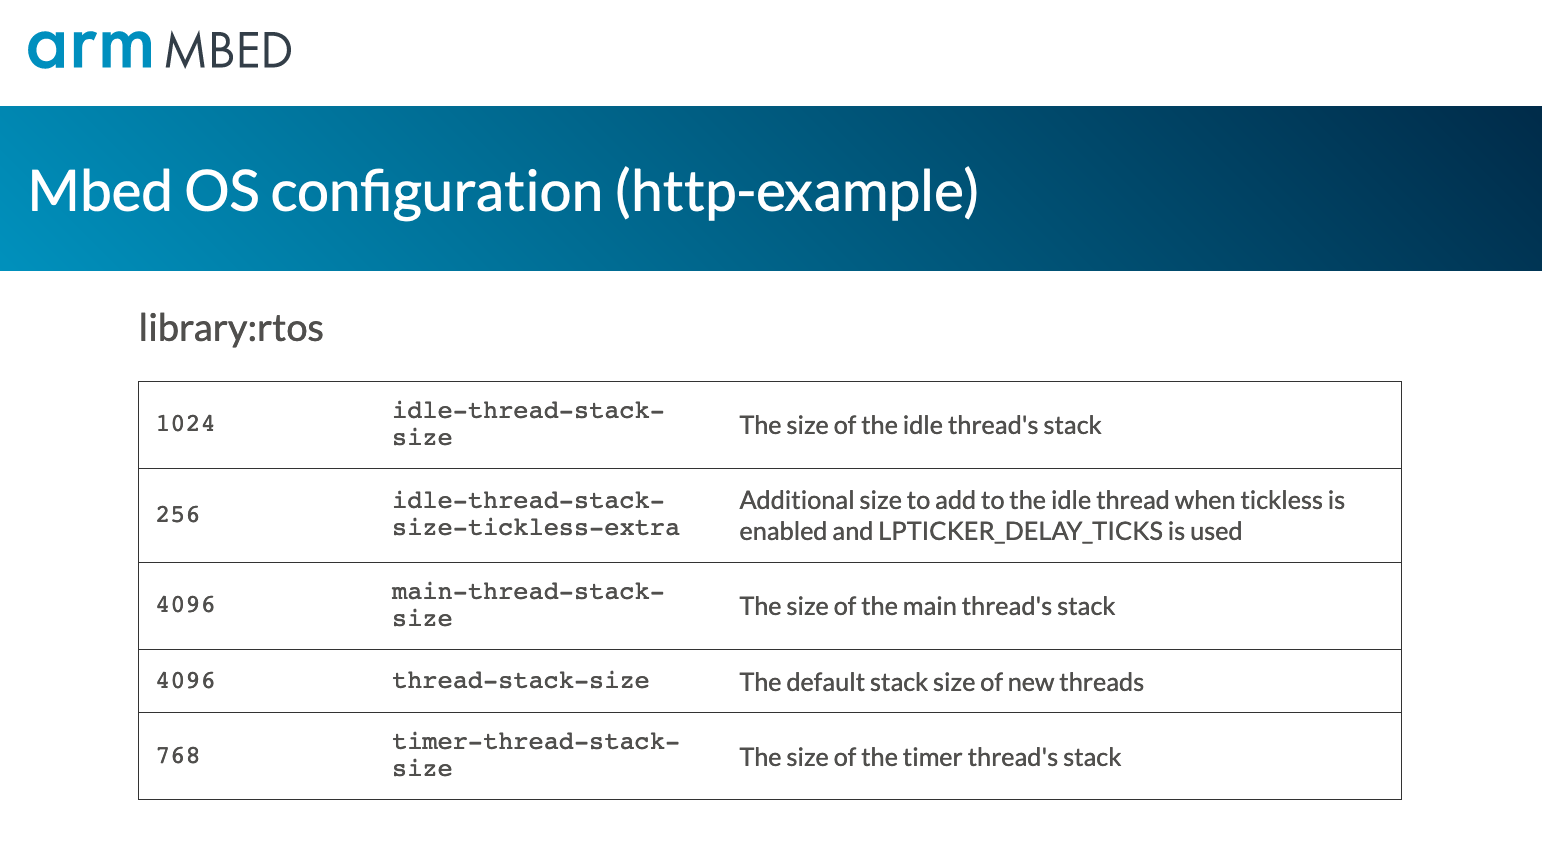 arm MBED
Mbed OS configuration (http-example)
library:rtos
1024
idle-thread-stack-
size
The size of the idle thread's stack
256
idle-thread-stack-
size-tickless-extra
Additional size to add to the idle thread when tickless is
enabled and LPTICKER_DELAY_TICKS is used
4096
main-thread-stack-
size
The size of the main thread's stack
4096
thread-stack-size
The default stack size of new threads
768
timer-thread-stack-
size
The size of the timer thread's stack